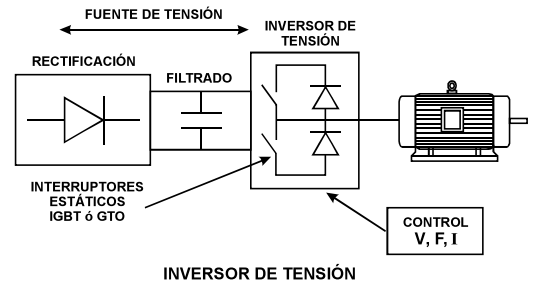 FUENTE DE TENSIÓN
INVERSOR DE
TENSIÓN
RECTIFICACIÓN
FILTRADO
INTERRUPTORES
ESTÁTICOS
IGBT ó GTO
CONTROL
V, F, I
INVERSOR DE TENSIÓN